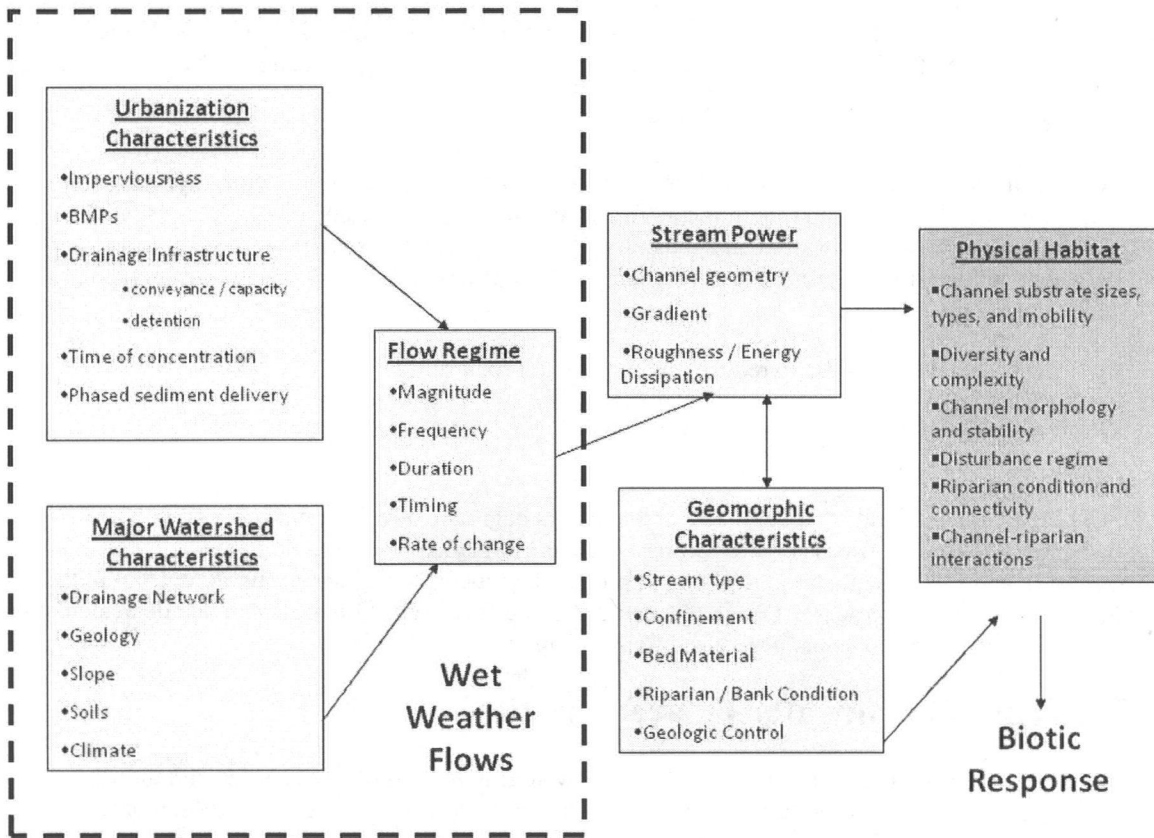 Urbanization
Characteristics
•Imperviousness
•BMPs
•Drainage Infrastructure
•conveyance / capacity
•detention
•Time of concentration
•Phased sediment delivery
Major Watershed
Characteristics
•Drainage Network
•Geology
•Slope
•Soils
•Climate
Flow Regime
•Magnitude
•Frequency
•Duration
•Timing
•Rate of change
Wet
Weather
Flows
Stream Power
•Channel geometry
•Gradient
•Roughness / Energy
Dissipation
Geomorphic
Characteristics
•Stream type
•Confinement
•Bed Material
•Riparian / Bank Condition
•Geologic Control
Physical Habitat
▪Channel substrate sizes,
types, and mobility
▪Diversity and
complexity
▪Channel morphology
and stability
▪Disturbance regime
▪Riparian condition and
connectivity
▪Channel-riparian
interactions
Biotic
Response